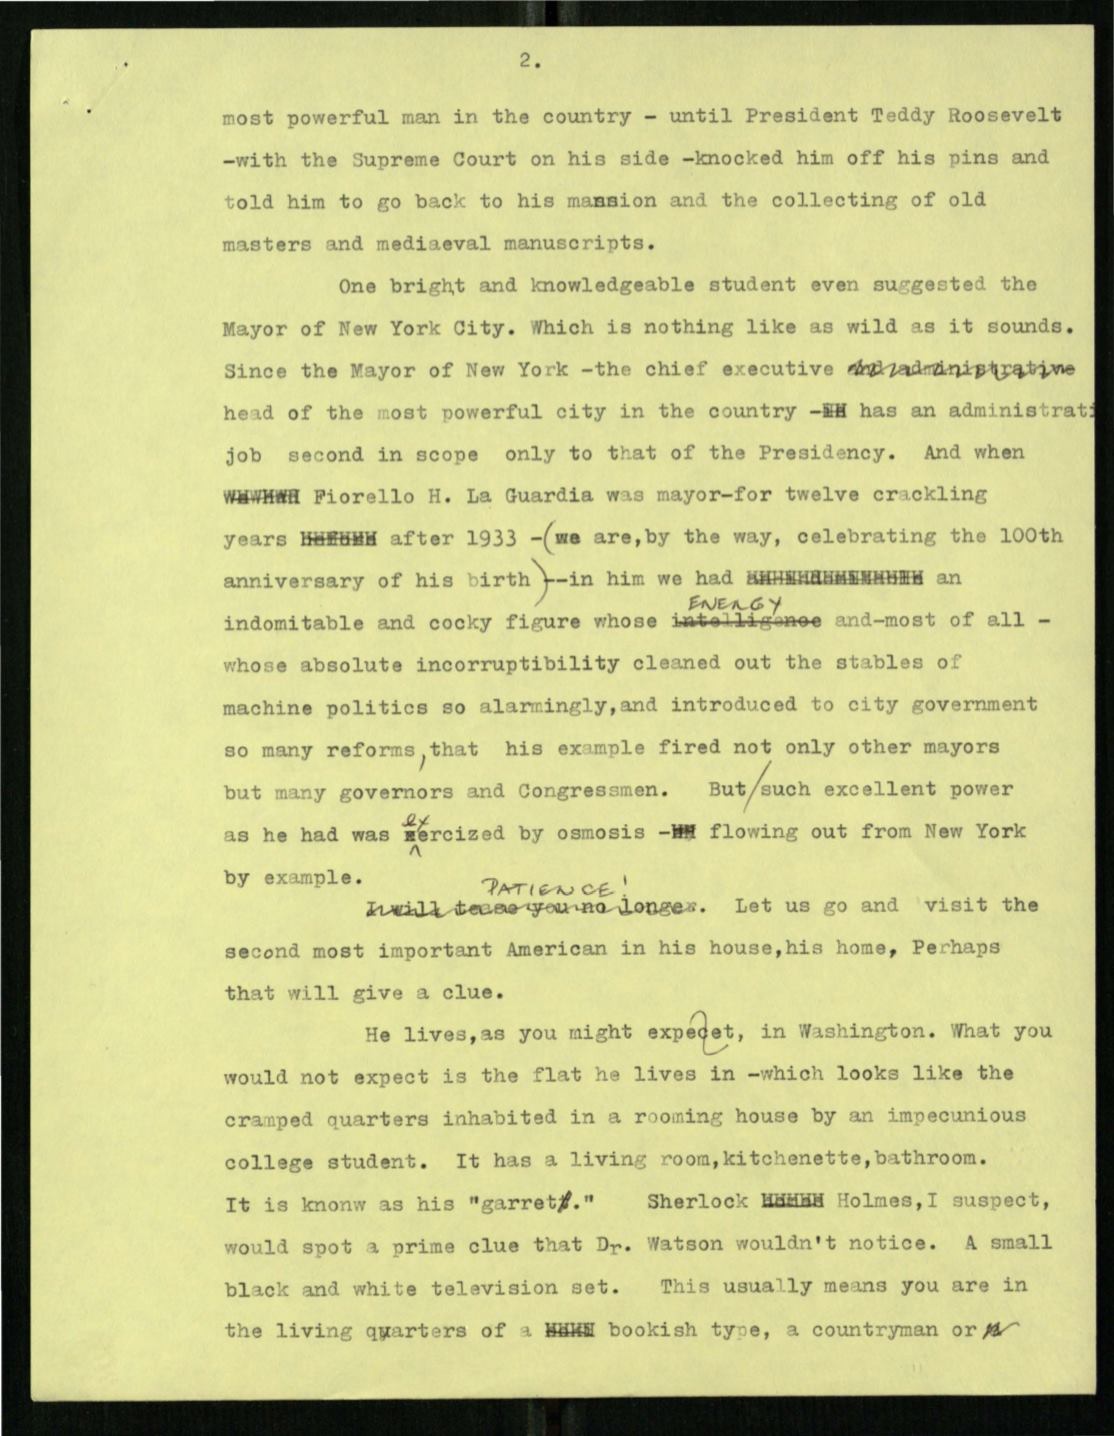 2.
most powerful man in the country - until President Teddy Roosevelt
-with the Supreme Court on his side -knocked him off his pins and
told him to go back to his mansion and the collecting of old
masters and mediaeval manuscripts.
One bright and knowledgeable student even suggested the
Mayor of New York City. Which is nothing like as wild as it sounds.
Since the Mayor of New York -the chief executive and administrative
head of the most powerful city in the country - has an administrati
job second in scope only to that of the Presidency. And when
Fiorello H. La Guardia was mayor-for twelve crackling
years after 1933 -(we are,by the way, celebrating the 100th
anniversary of his birth)--in him we had an
ENERGY
indomitable and cocky figure whose intelligence and-most of all -
whose absolute incorruptibility cleaned out the stables of
machine politics so alarmingly,and introduced to city government
so many reforms,that his example fired not only other mayors
but many governors and Congressmen. But/such excellent power
as he had was exercized by osmosis - flowing out from New York
by example.
PATIENCE!
I will tease you no longer. Let us go and visit the
second most important American in his house,his home, Perhaps
that will give a clue.
He lives,as you might expecet, in Washington. What you
would not expect is the flat he lives in -which looks like the
cramped quarters inhabited in a rooming house by an impecunious
college student. It has a living room,kitchenette,bathroom.
It is knonw as his "garret." Sherlock Holmes,I suspect,
would spot a prime clue that Dr. Watson wouldn't notice. A small
black and white television set. This usually means you are in
the living quarters of a bookish type, a countryman or